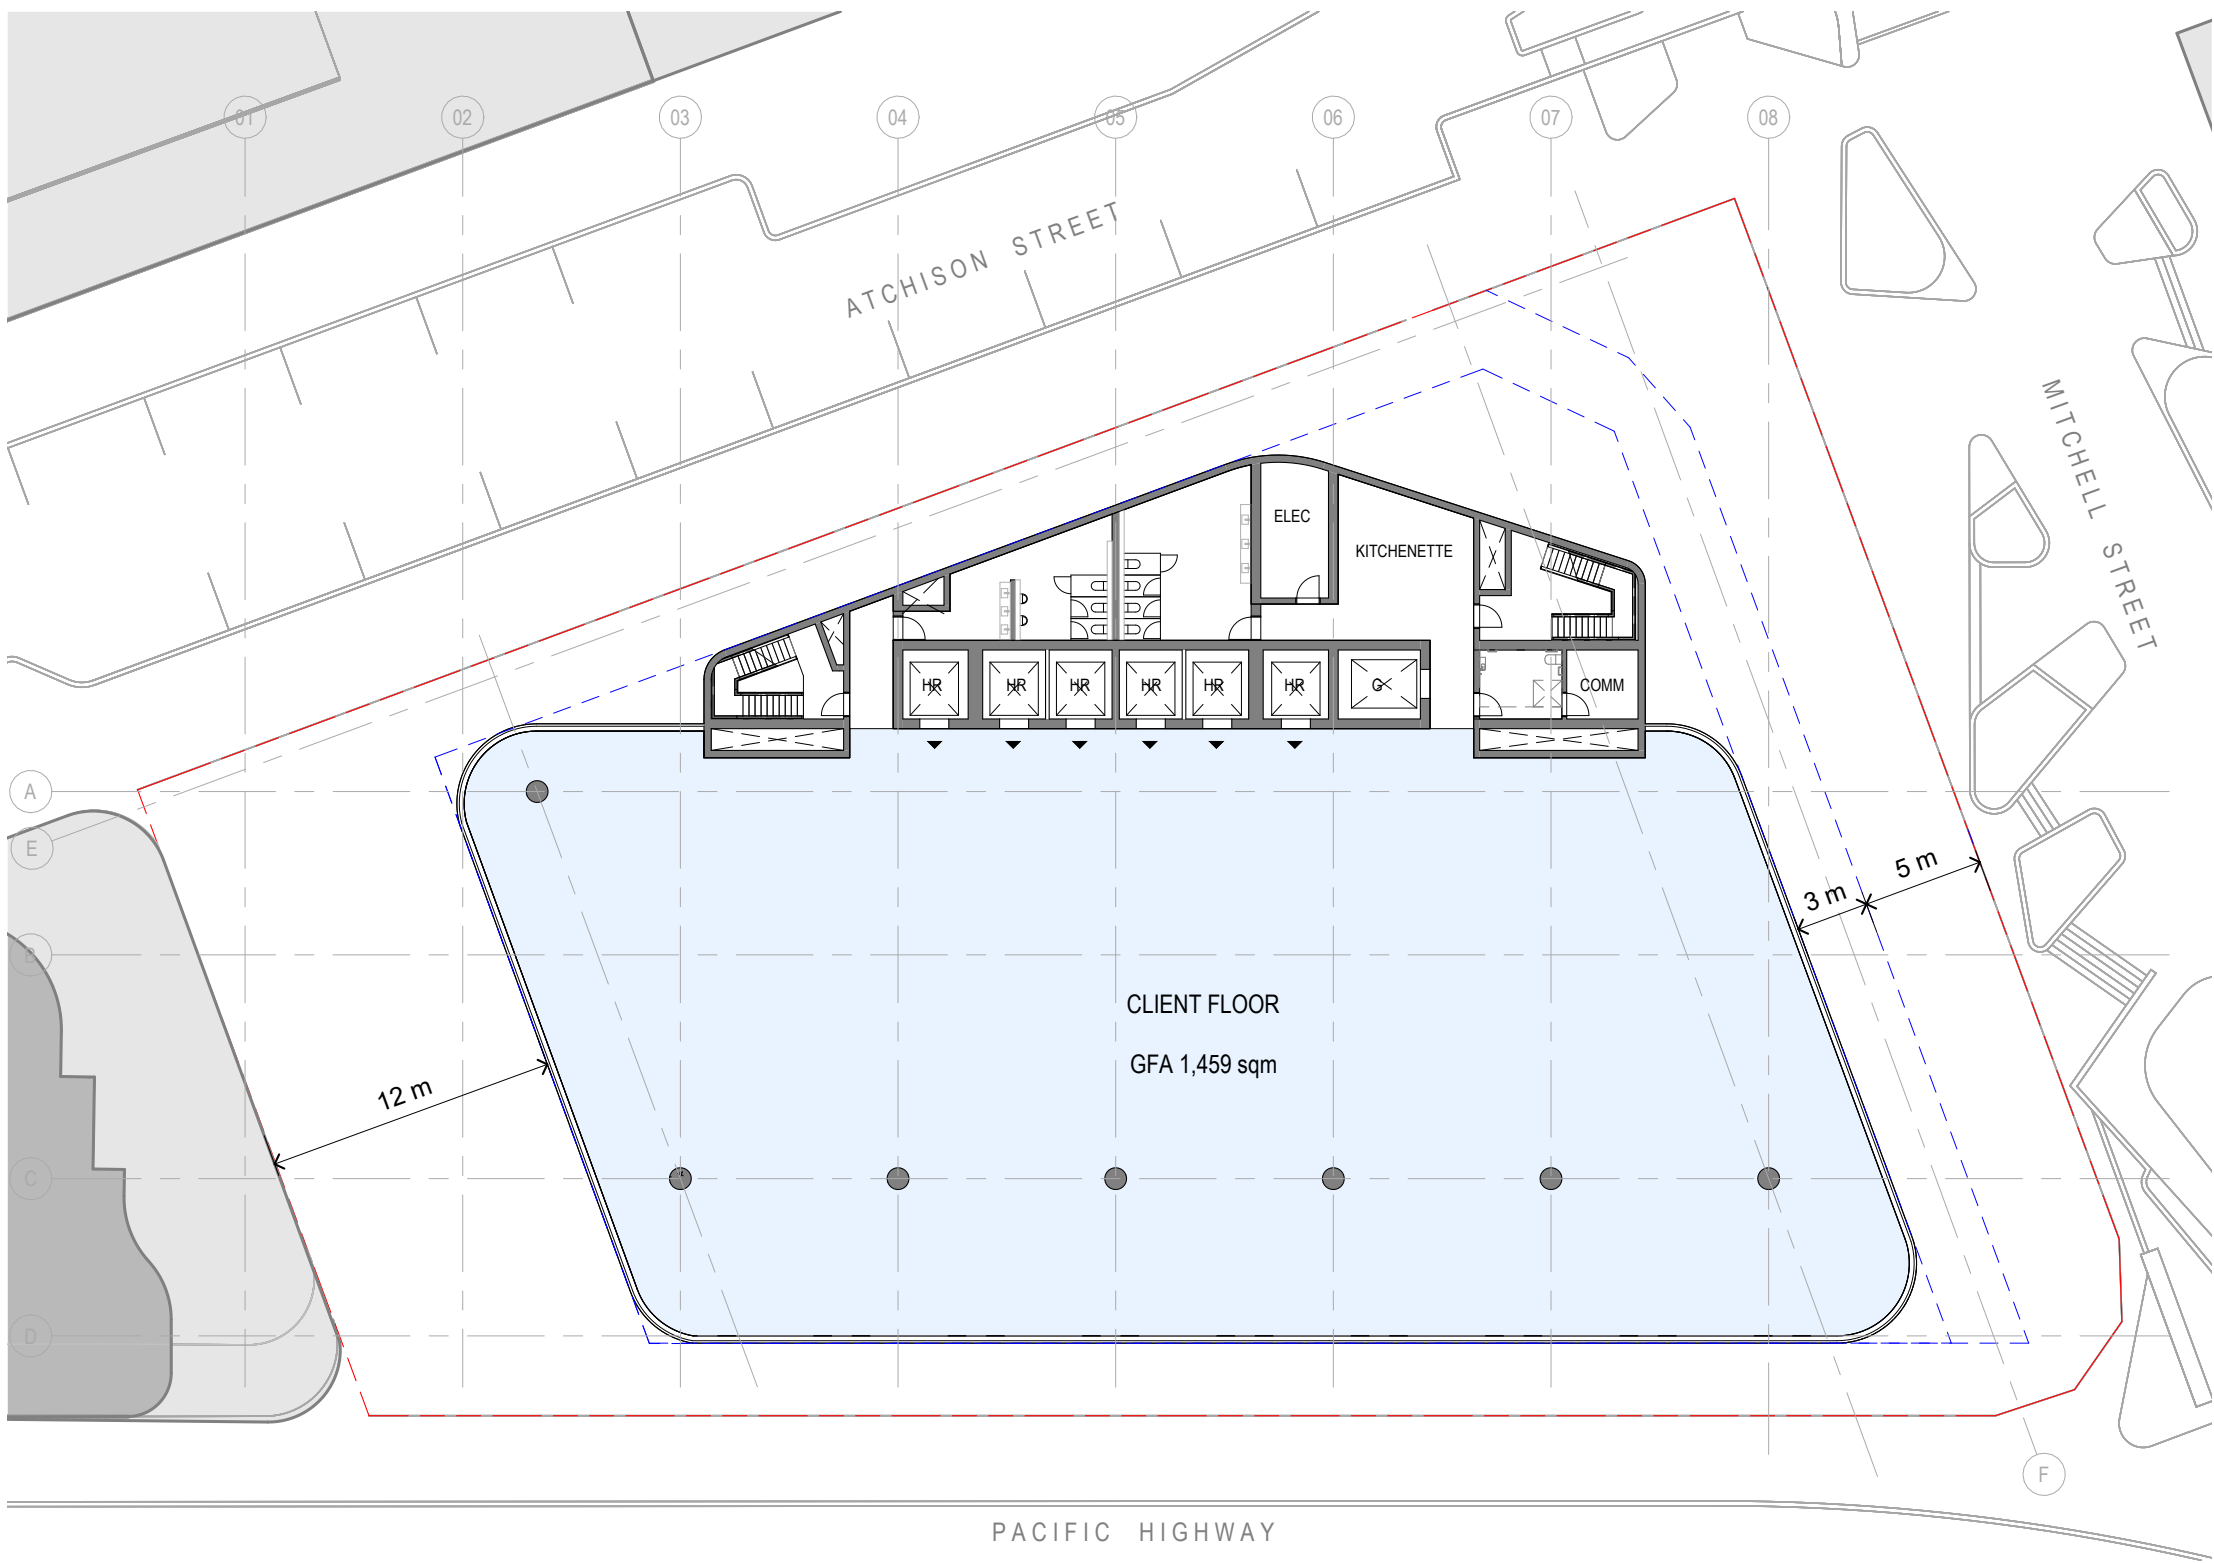 01
02
03
04
05
06
07
08
ATCHISON STREET
MITCHELL STREET
ELEC
KITCHENETTE
HR
HR
HR
HR
HR
HR
G
COMM
A
E
B
C
D
F
5 m
3 m
12 m
CLIENT FLOOR
GFA 1,459 sqm
PACIFIC HIGHWAY